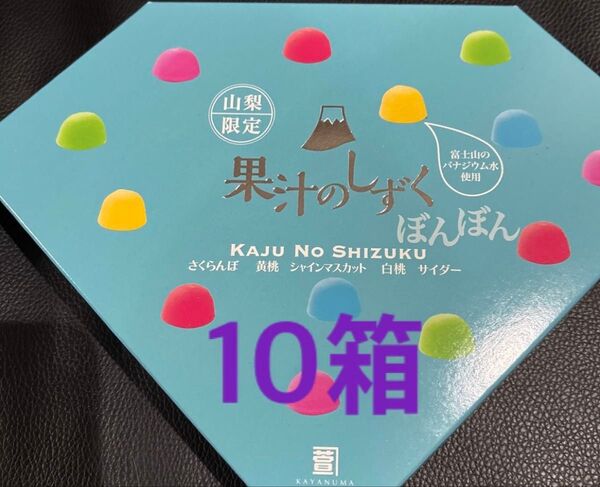 山梨
限定
富士山の
バナジウム水
使用
果汁のしずく
ぼんぼん
KAJU NO SHIZUKU
さくらんぼ 黄桃 シャインマスカット 白桃 サイダー
10箱
萱
KAYANUMA